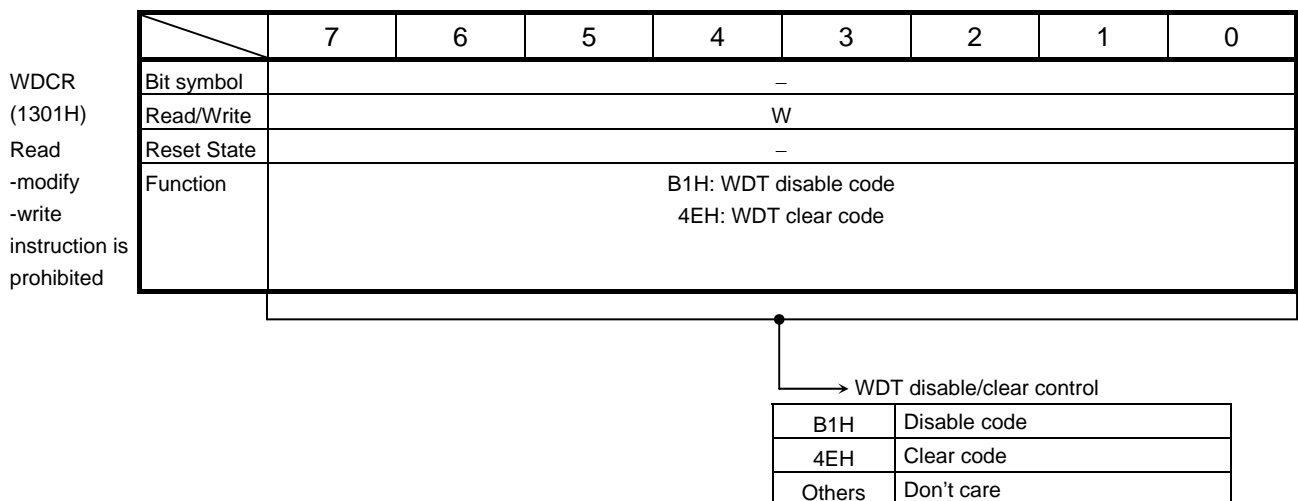 7 6 5 4 3 2 1 0
WDCR
(1301H)
Read
-modify
-write
instruction is
prohibited
Bit symbol –
Read/Write W
Reset State –
Function B1H: WDT disable code
4EH: WDT clear code
WDT disable/clear control
B1H Disable code
4EH Clear code
Others Don’t care